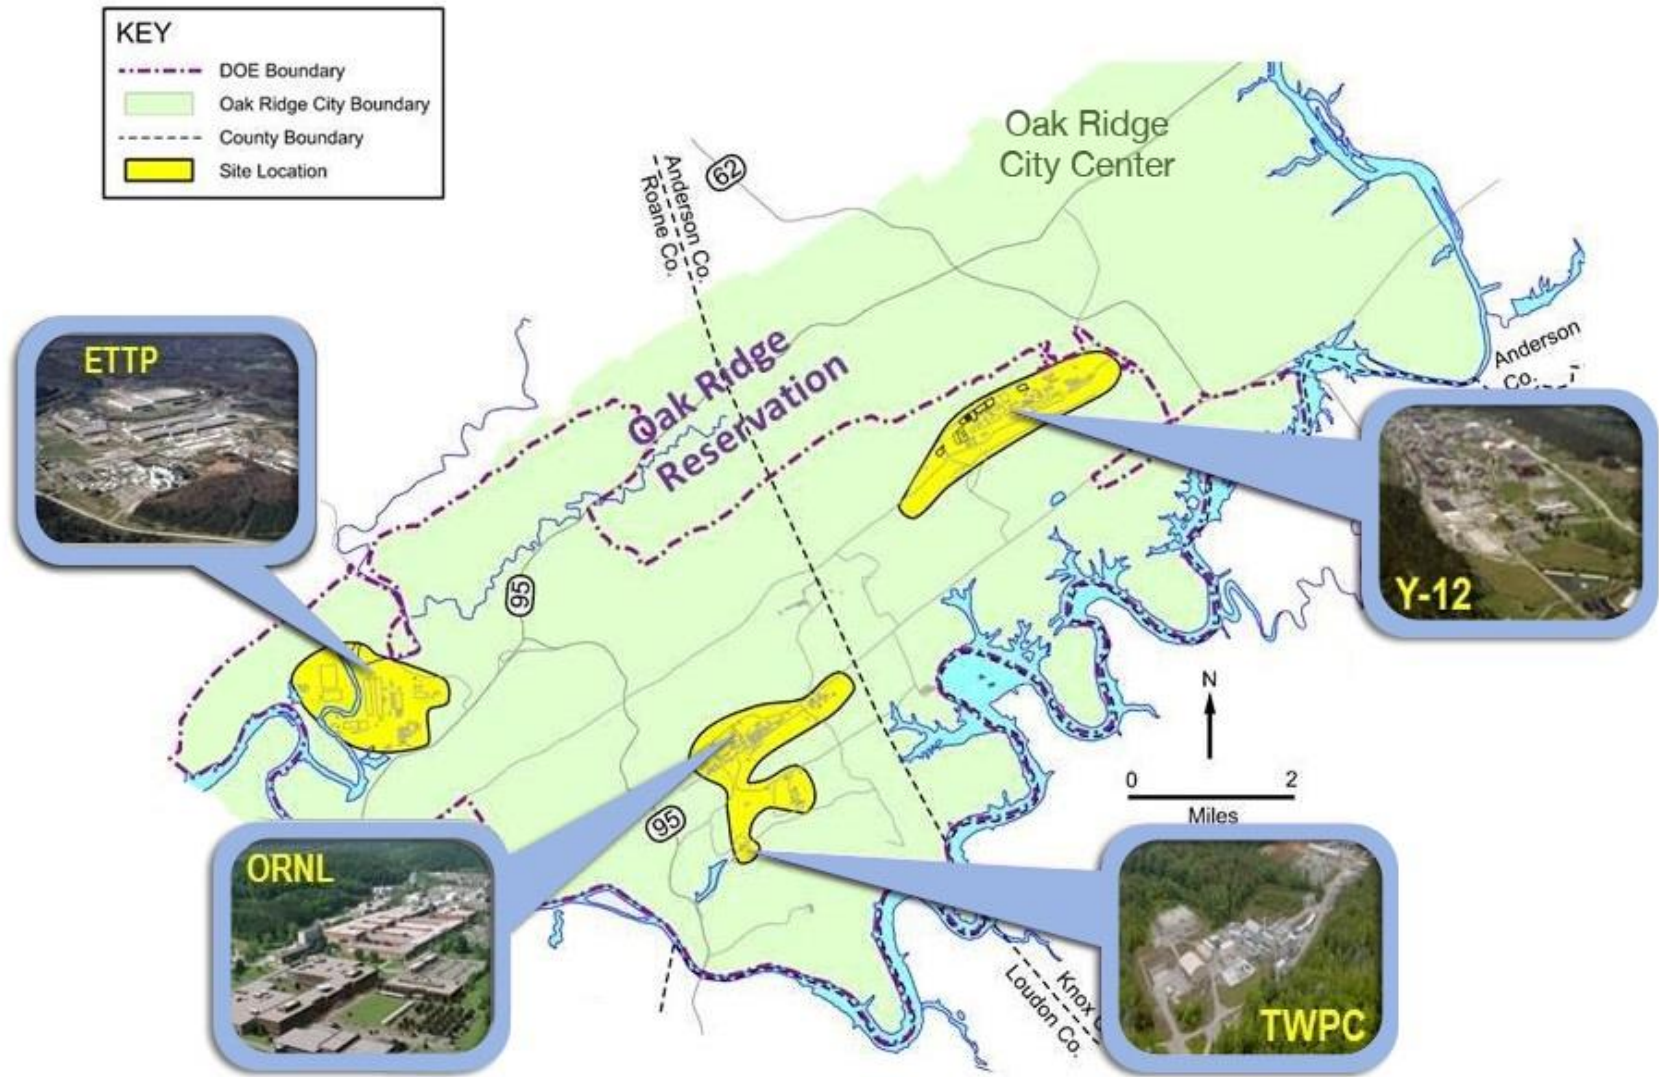 KEY
DOE Boundary
Oak Ridge City Boundary
County Boundary
Site Location
Oak Ridge
City Center
62
Anderson Co.
Roane Co.
ETTP
Oak Ridge
Reservation
Anderson
Co.
Y-12
95
N
0 2
Miles
95
ORNL
Knox
Loudon Co.
TWPC